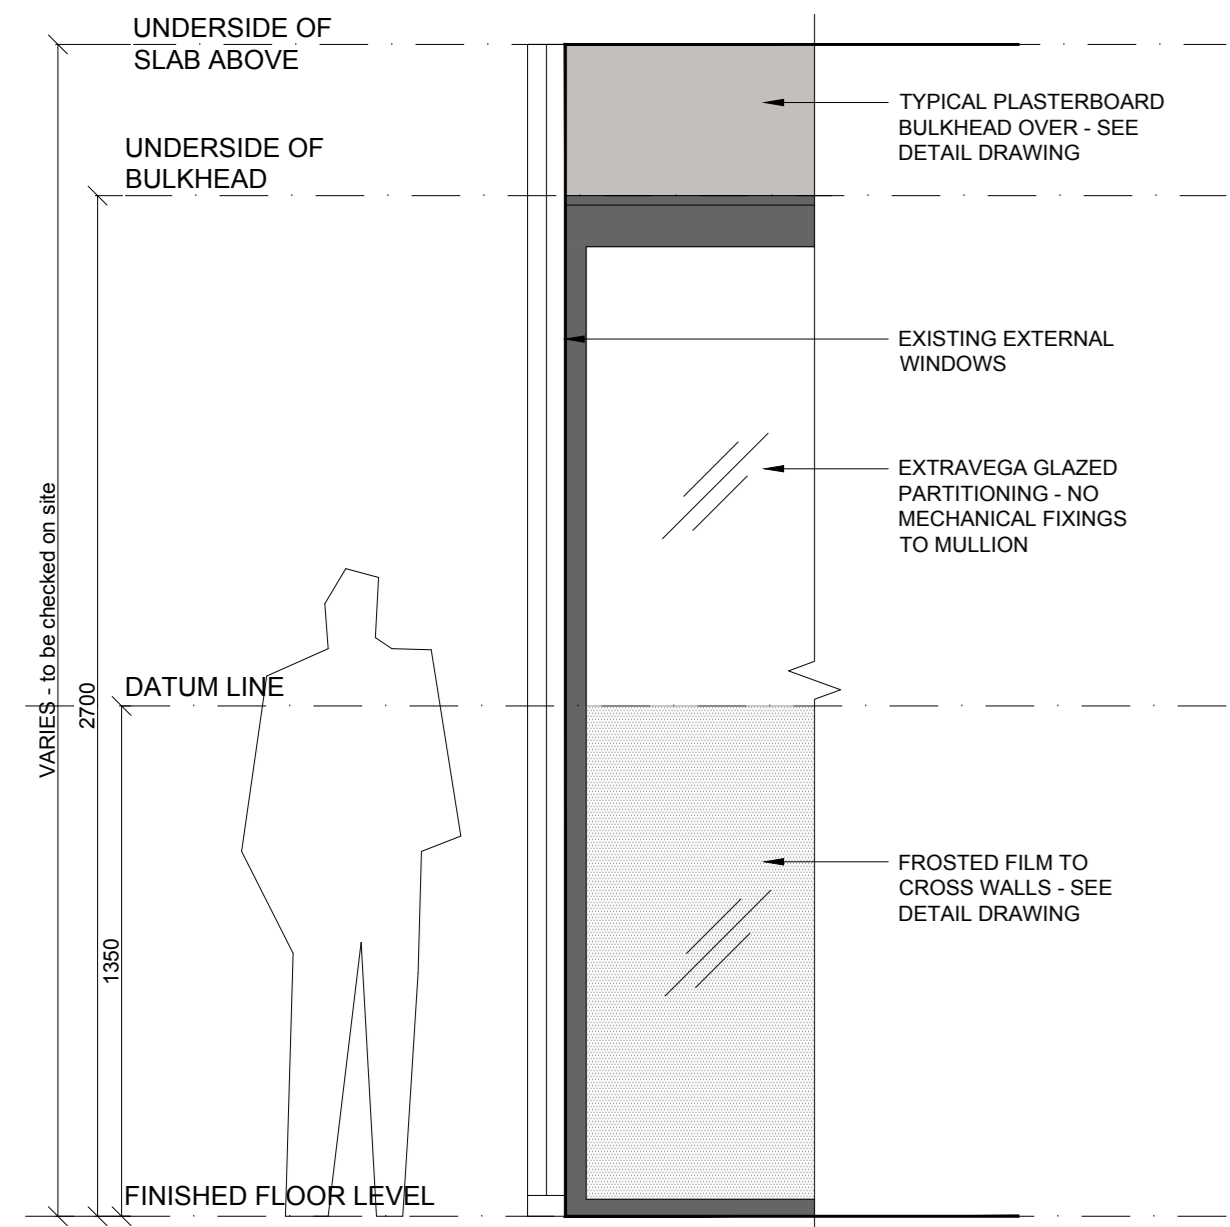 UNDERSIDE OF
SLAB ABOVE
TYPICAL PLASTERBOARD
BULKHEAD OVER - SEE
DETAIL DRAWING
UNDERSIDE OF
BULKHEAD
EXISTING EXTERNAL
WINDOWS
EXTRAVEGA GLAZED
PARTITIONING - NO
MECHANICAL FIXINGS
TO MULLION
VARIES - to be checked on site
2700
DATUM LINE
1350
FROSTED FILM TO
CROSS WALLS - SEE
DETAIL DRAWING
FINISHED FLOOR LEVEL